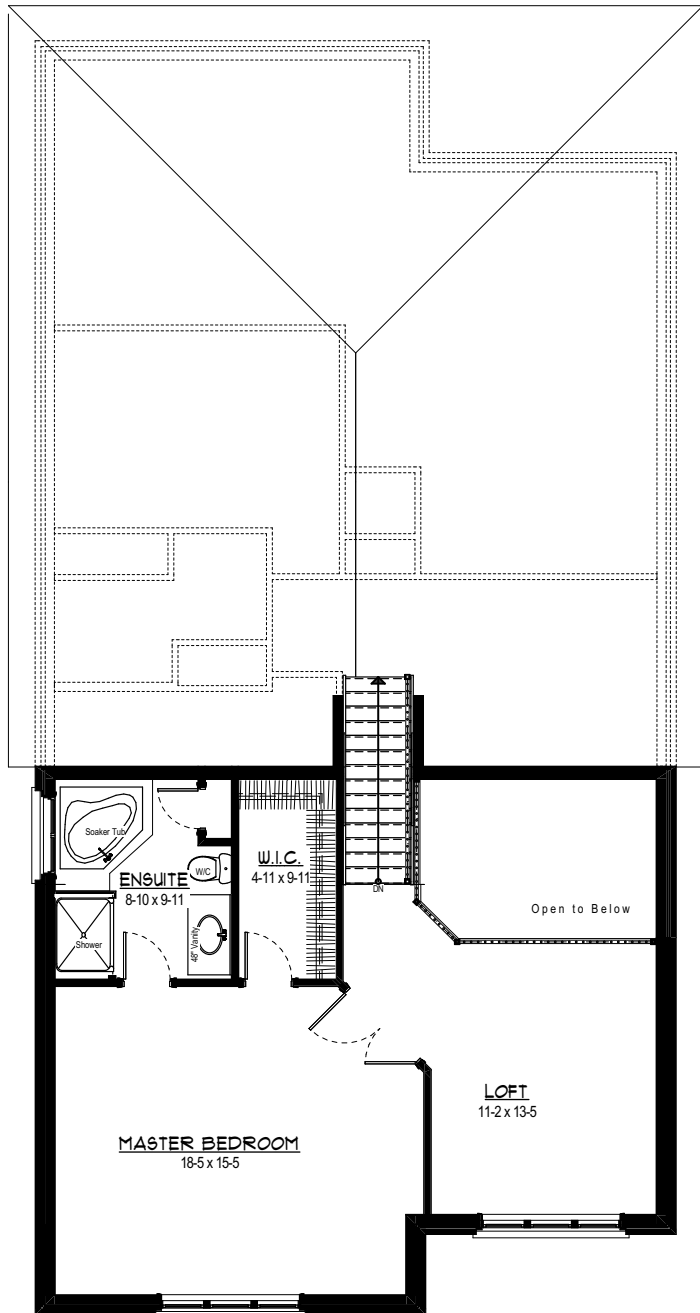 Soaker Tub
W.I.C.
4-11 x 9-11
W/C
ENSUITE
8-10 x 9-11
DN
Open to Below
48" Vanity
Shower
LOFT
11-2 x 13-5
MASTER BEDROOM
18-5 x 15-5